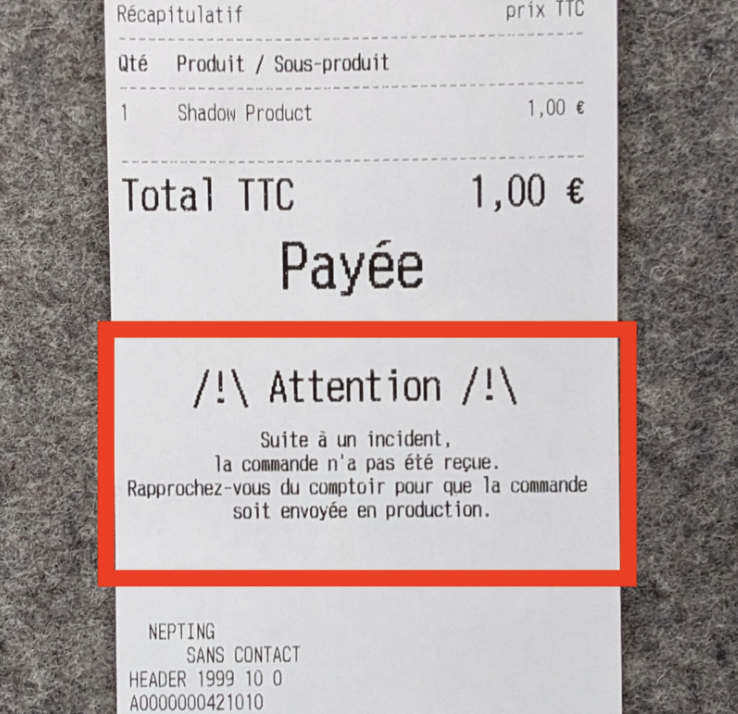 Récapitulatif prix TTC
Qté Produit / Sous-produit
1 Shadow Product 1,00 €
Total TTC 1,00 €
Payée
/!\ Attention /!\
Suite à un incident,
la commande n'a pas été reçue.
Rapprochez-vous du comptoir pour que la commande
soit envoyée en production.
NEPTING
SANS CONTACT
HEADER 1999 10 0
A0000000421010